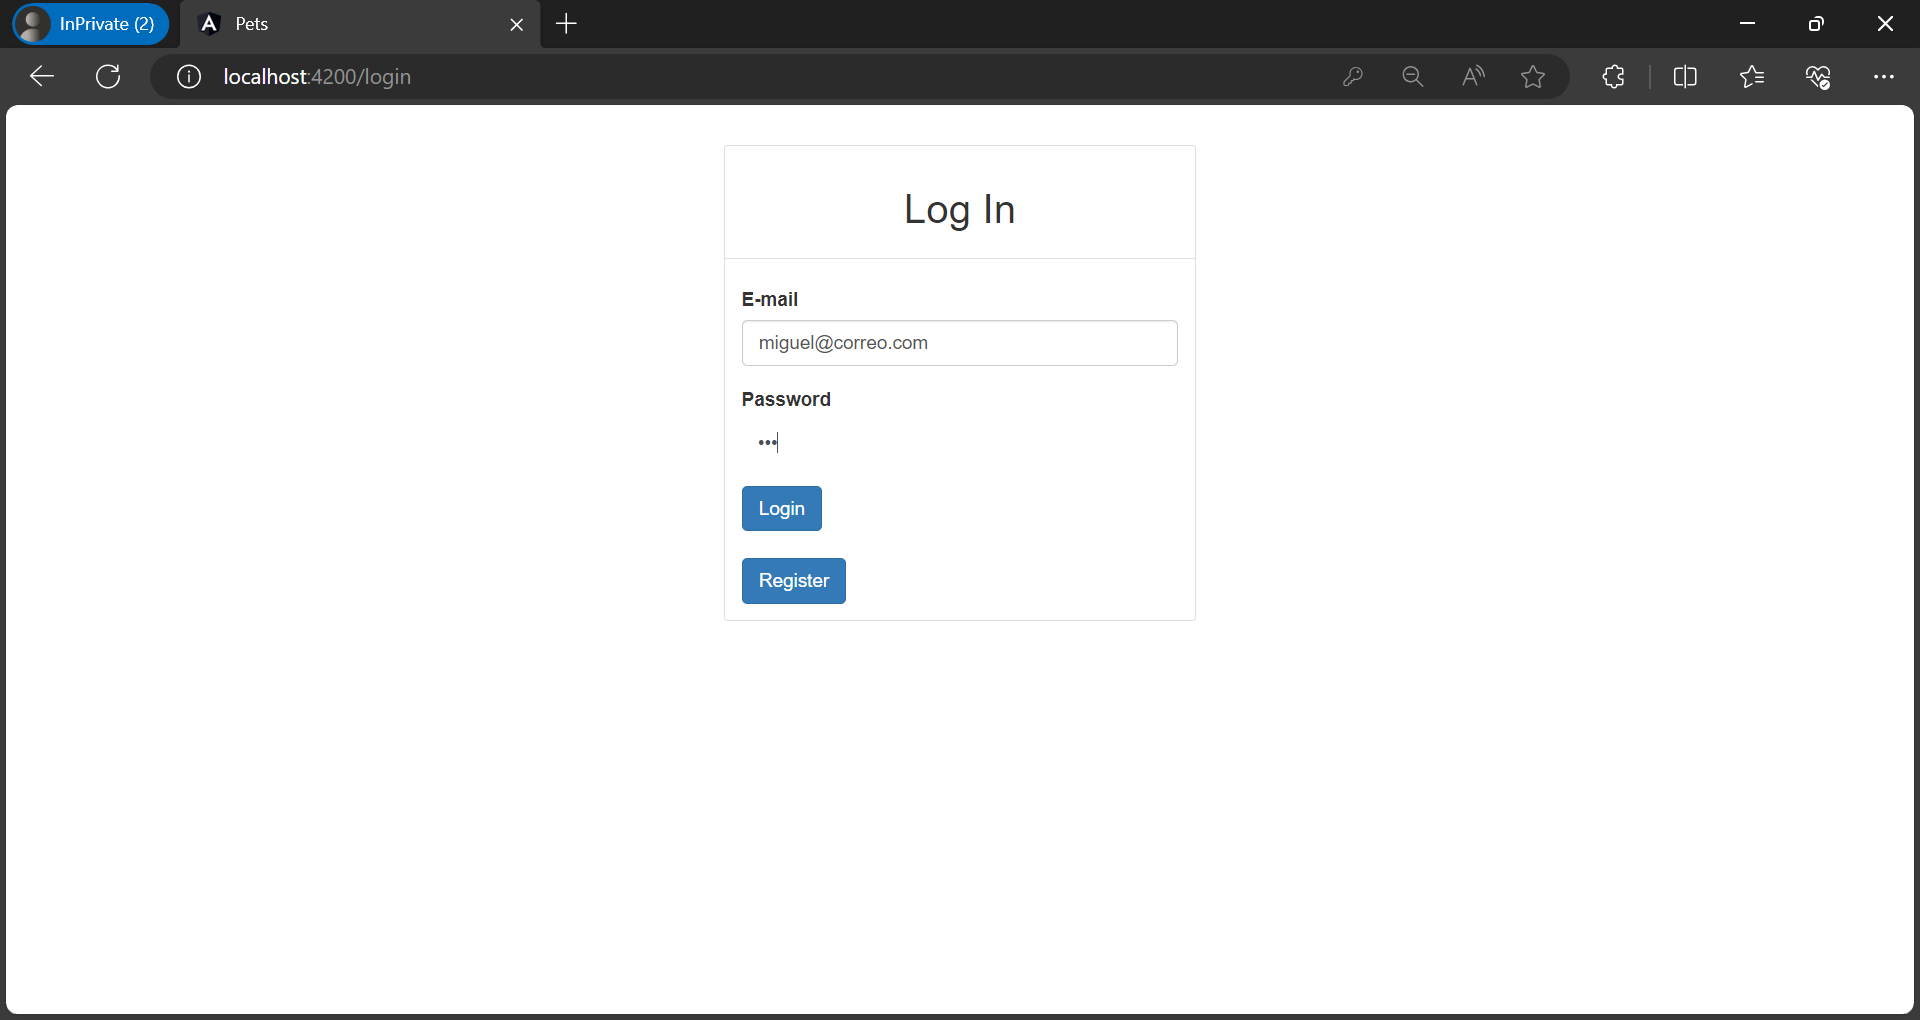 InPrivate (2)
Pets
localhost:4200/login
Log In
E-mail
miguel@correo.com
Password
•••
Login
Register